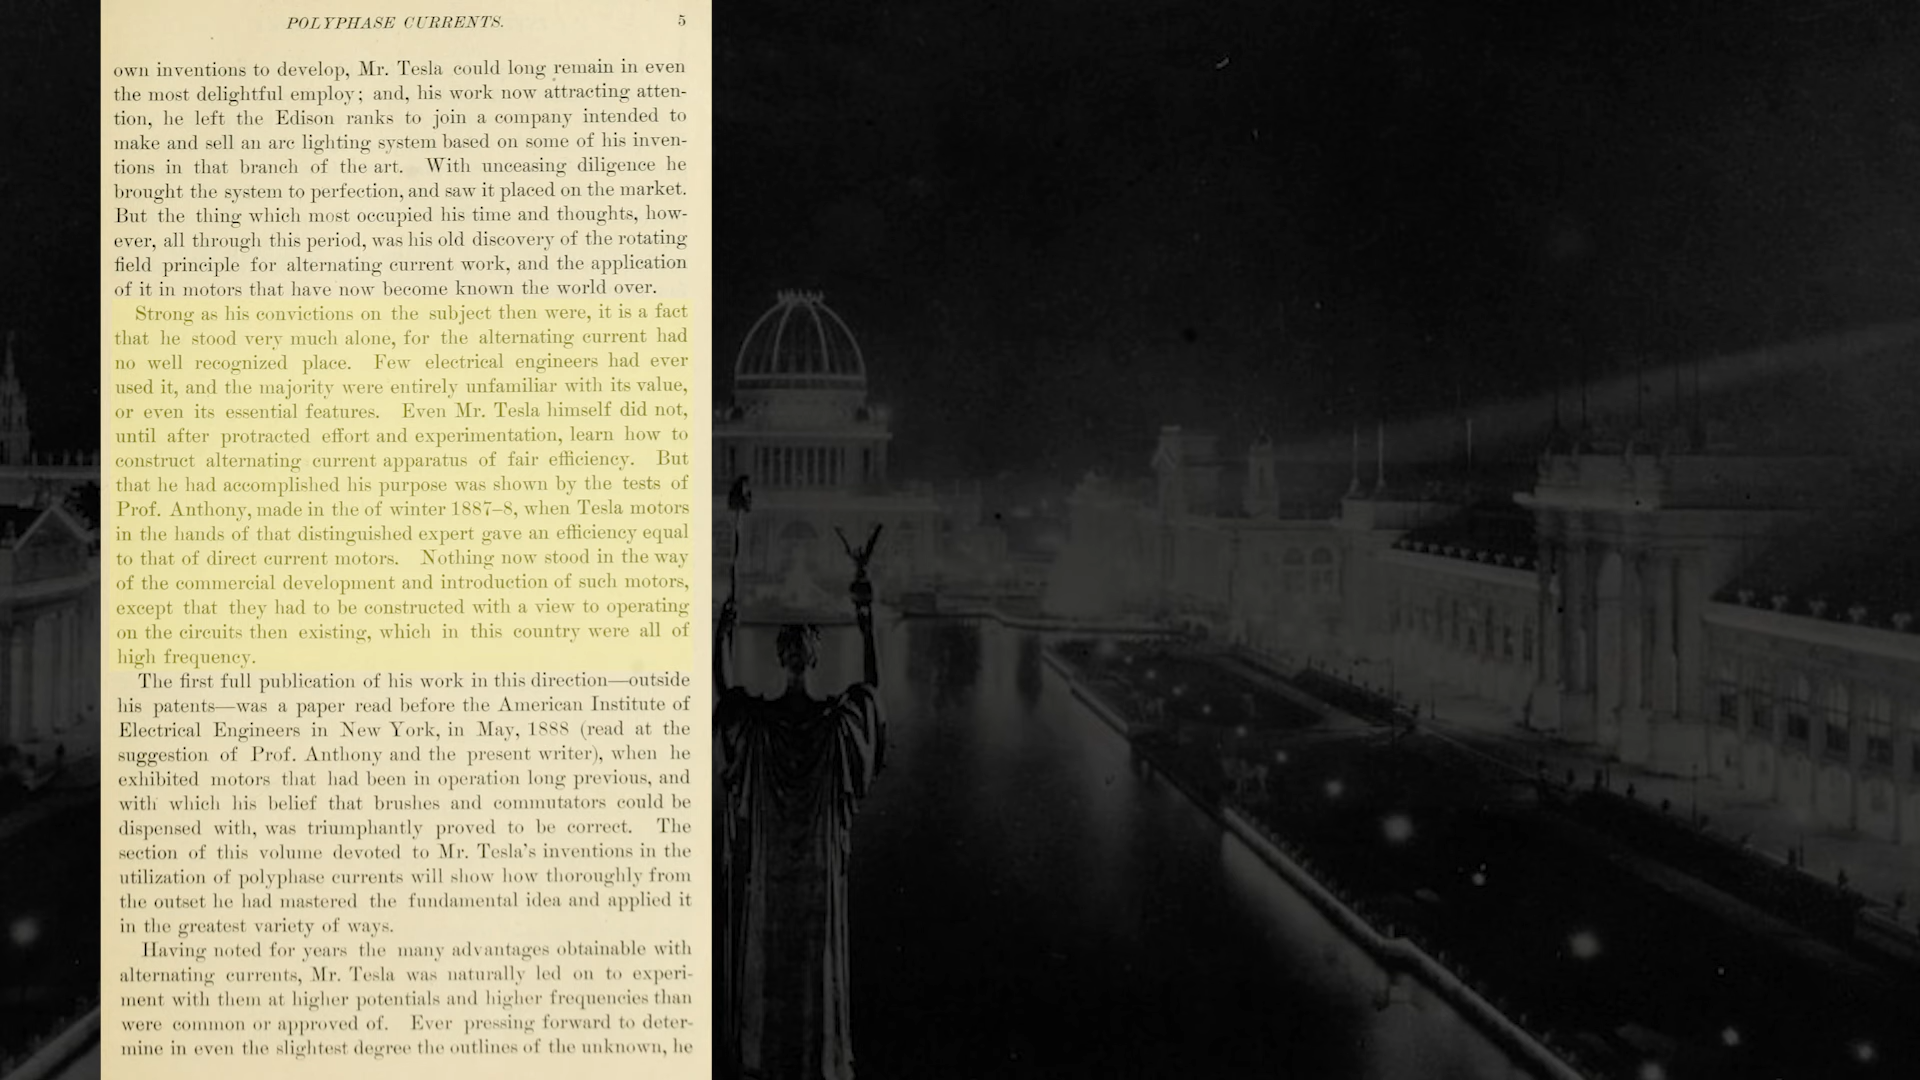 POLYPHASE CURRENTS. 5
own inventions to develop, Mr. Tesla could long remain in even
the most delightful employ; and, his work now attracting atten-
tion, he left the Edison ranks to join a company intended to
make and sell an arc lighting system based on some of his inven-
tions in that branch of the art. With unceasing diligence he
brought the system to perfection, and saw it placed on the market.
But the thing which most occupied his time and thoughts, how-
ever, all through this period, was his old discovery of the rotating
field principle for alternating current work, and the application
of it in motors that have now become known the world over.
Strong as his convictions on the subject then were, it is a fact
that he stood very much alone, for the alternating current had
no well recognized place. Few electrical engineers had ever
used it, and the majority were entirely unfamiliar with its value,
or even its essential features. Even Mr. Tesla himself did not,
until after protracted effort and experimentation, learn how to
construct alternating current apparatus of fair efficiency. But
that he had accomplished his purpose was shown by the tests of
Prof. Anthony, made in the of winter 1887–8, when Tesla motors
in the hands of that distinguished expert gave an efficiency equal
to that of direct current motors. Nothing now stood in the way
of the commercial development and introduction of such motors,
except that they had to be constructed with a view to operating
on the circuits then existing, which in this country were all of
high frequency.
The first full publication of his work in this direction—outside
his patents—was a paper read before the American Institute of
Electrical Engineers in New York, in May, 1888 (read at the
suggestion of Prof. Anthony and the present writer), when he
exhibited motors that had been in operation long previous, and
with which his belief that brushes and commutators could be
dispensed with, was triumphantly proved to be correct. The
section of this volume devoted to Mr. Tesla's inventions in the
utilization of polyphase currents will show how thoroughly from
the outset he had mastered the fundamental idea and applied it
in the greatest variety of ways.
Having noted for years the many advantages obtainable with
alternating currents, Mr. Tesla was naturally led on to experi-
ment with them at higher potentials and higher frequencies than
were common or approved of. Ever pressing forward to deter-
mine in even the slightest degree the outlines of the unknown, he